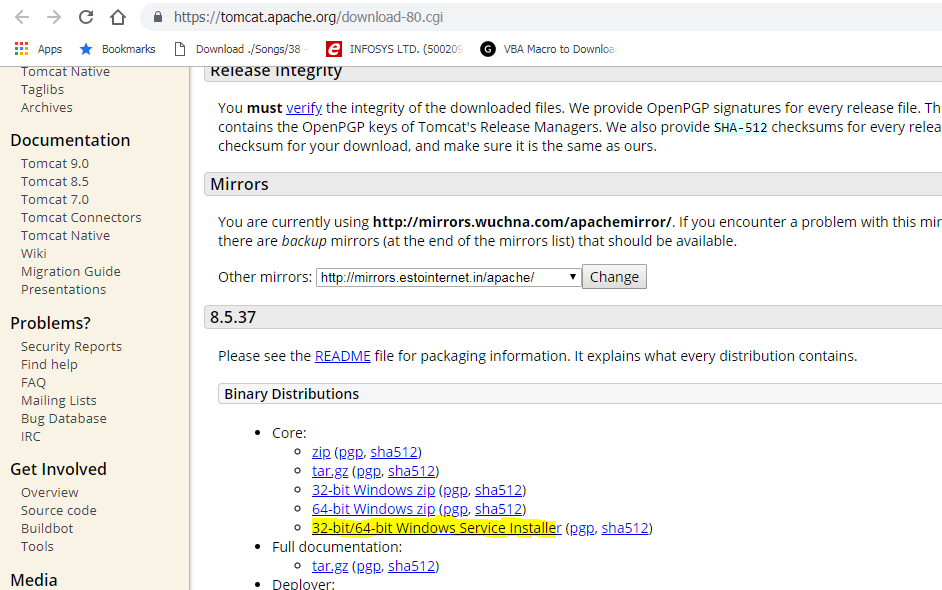 https://tomcat.apache.org/download-80.cgi
Apps Bookmarks Download ./Songs/38 - INFOSYS LTD. (500209 VBA Macro to Download
Tomcat Native
Taglibs
Archives
Documentation
Tomcat 9.0
Tomcat 8.5
Tomcat 7.0
Tomcat Connectors
Tomcat Native
Wiki
Migration Guide
Presentations
Problems?
Security Reports
Find help
FAQ
Mailing Lists
Bug Database
IRC
Get Involved
Overview
Source code
Buildbot
Tools
Media
Release Integrity
You must verify the integrity of the downloaded files. We provide OpenPGP signatures for every release file. Th
contains the OpenPGP keys of Tomcat's Release Managers. We also provide SHA-512 checksums for every relea
checksum for your download, and make sure it is the same as ours.
Mirrors
You are currently using http://mirrors.wuchna.com/apachemirror/. If you encounter a problem with this mir
there are backup mirrors (at the end of the mirrors list) that should be available.
Other mirrors: http://mirrors.estointernet.in/apache/ Change
8.5.37
Please see the README file for packaging information. It explains what every distribution contains.
Binary Distributions
Core:
zip (pgp, sha512)
tar.gz (pgp, sha512)
32-bit Windows zip (pgp, sha512)
64-bit Windows zip (pgp, sha512)
32-bit/64-bit Windows Service Installer (pgp, sha512)
Full documentation:
tar.gz (pgp, sha512)
Deployer: